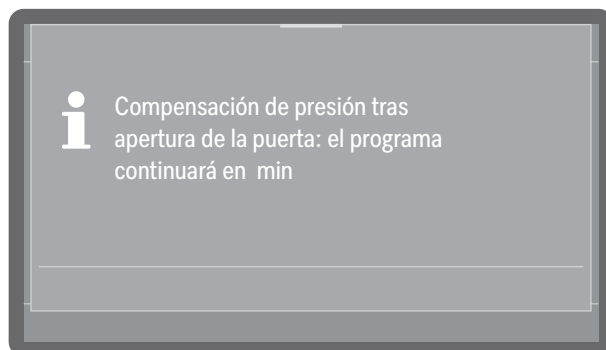 Compensación de presión tras
apertura de la puerta: el programa
continuará en  min